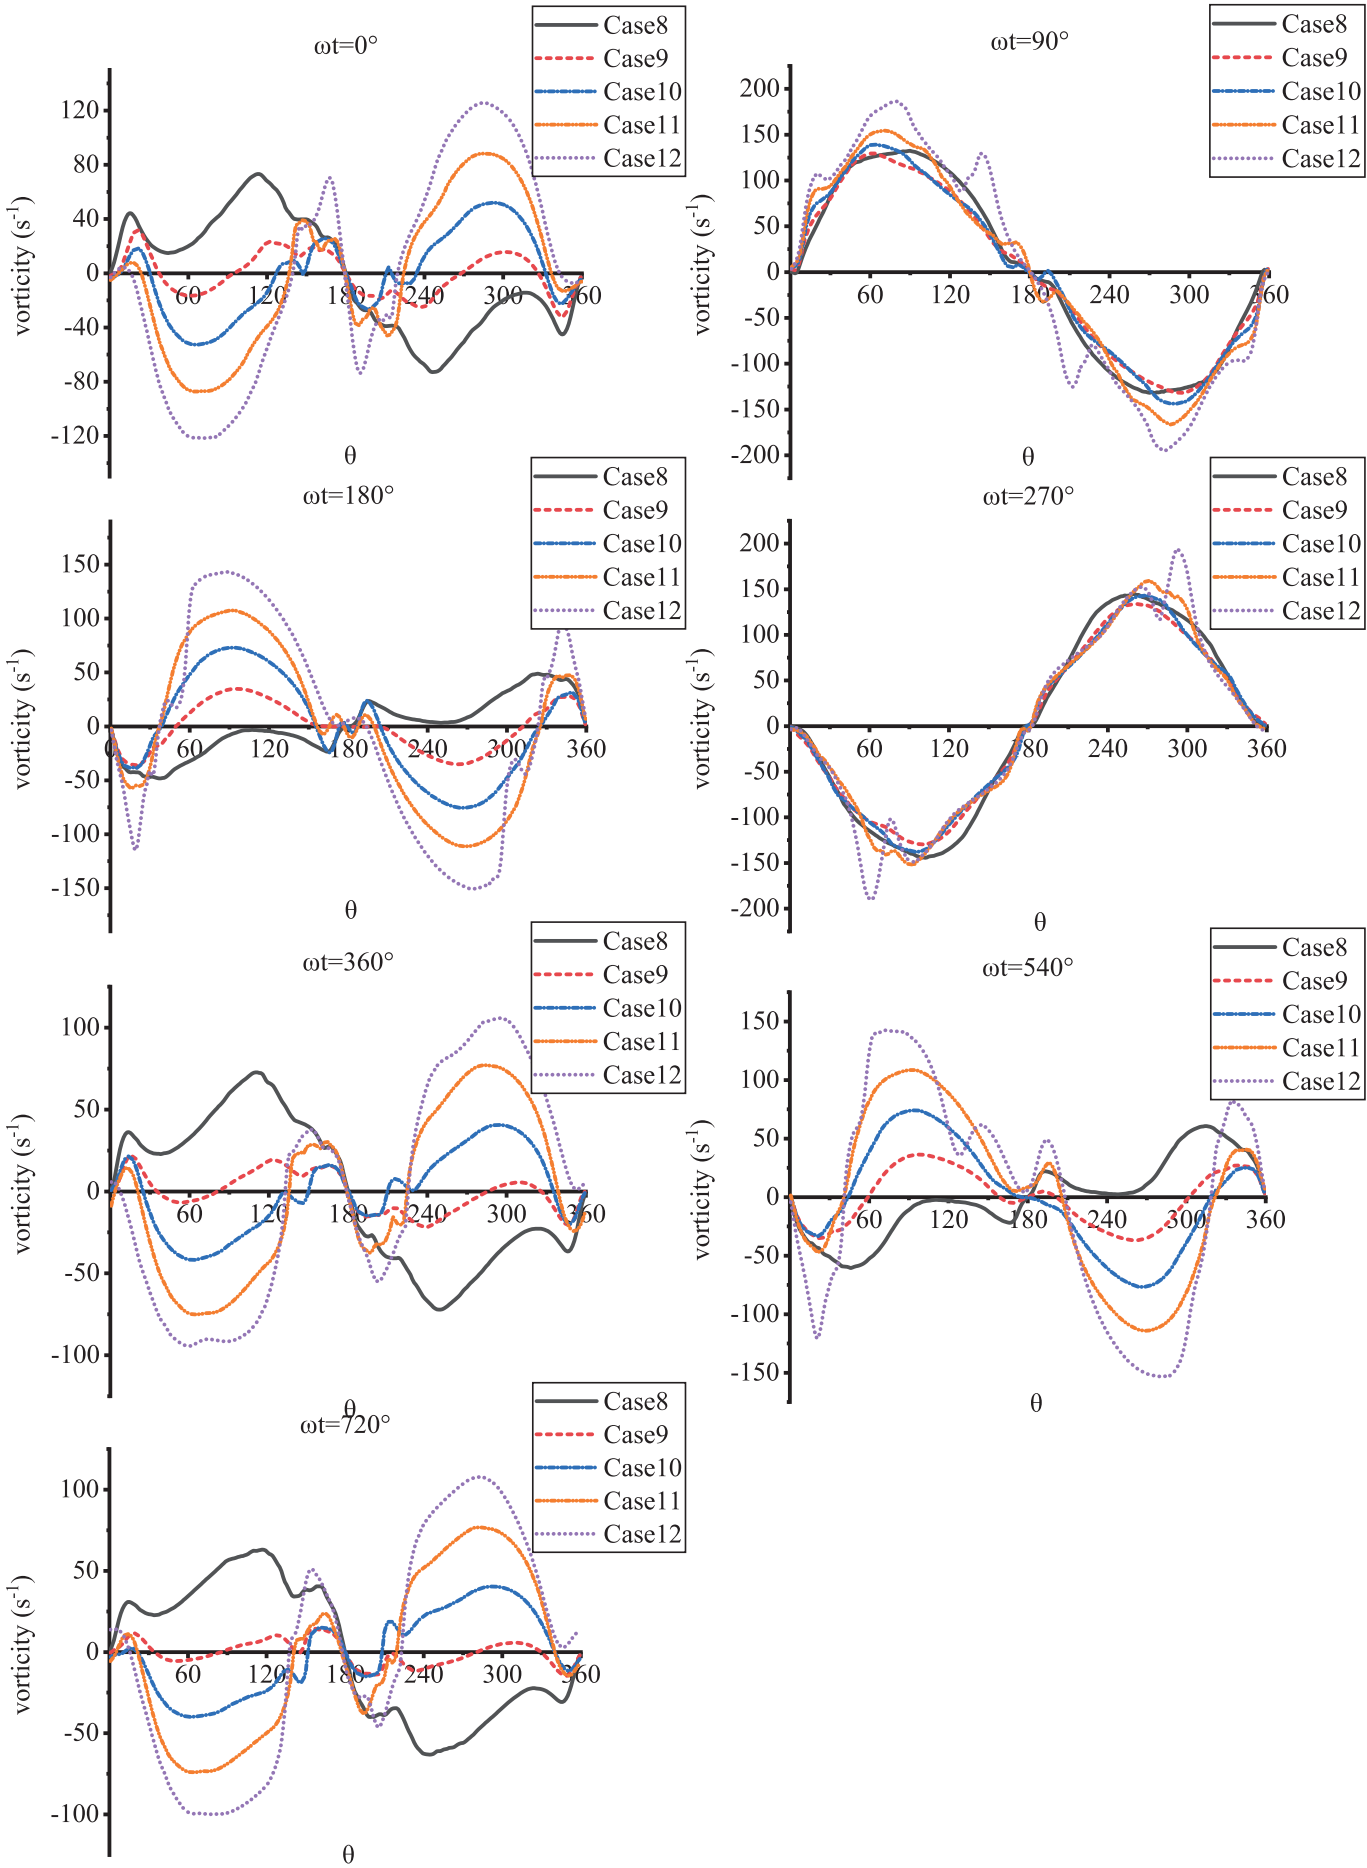 ωt=0°
Case8
Case9
Case10
Case11
Case12
vorticity (s⁻¹)
120
80
40
0
-40
-80
-120
60
120
180
240
300
360
θ
ωt=90°
Case8
Case9
Case10
Case11
Case12
vorticity (s⁻¹)
200
150
100
50
0
-50
-100
-150
-200
60
120
180
240
300
360
θ
ωt=180°
Case8
Case9
Case10
Case11
Case12
vorticity (s⁻¹)
150
100
50
0
-50
-100
-150
0
60
120
180
240
300
360
θ
ωt=270°
Case8
Case9
Case10
Case11
Case12
vorticity (s⁻¹)
200
150
100
50
0
-50
-100
-150
-200
60
120
180
240
300
360
θ
ωt=360°
Case8
Case9
Case10
Case11
Case12
vorticity (s⁻¹)
100
50
0
-50
-100
60
120
180
240
300
360
θ
ωt=540°
Case8
Case9
Case10
Case11
Case12
vorticity (s⁻¹)
150
100
50
0
-50
-100
-150
60
120
180
240
300
360
θ
ωt=720°
Case8
Case9
Case10
Case11
Case12
vorticity (s⁻¹)
100
50
0
-50
-100
60
120
180
240
300
360
θ